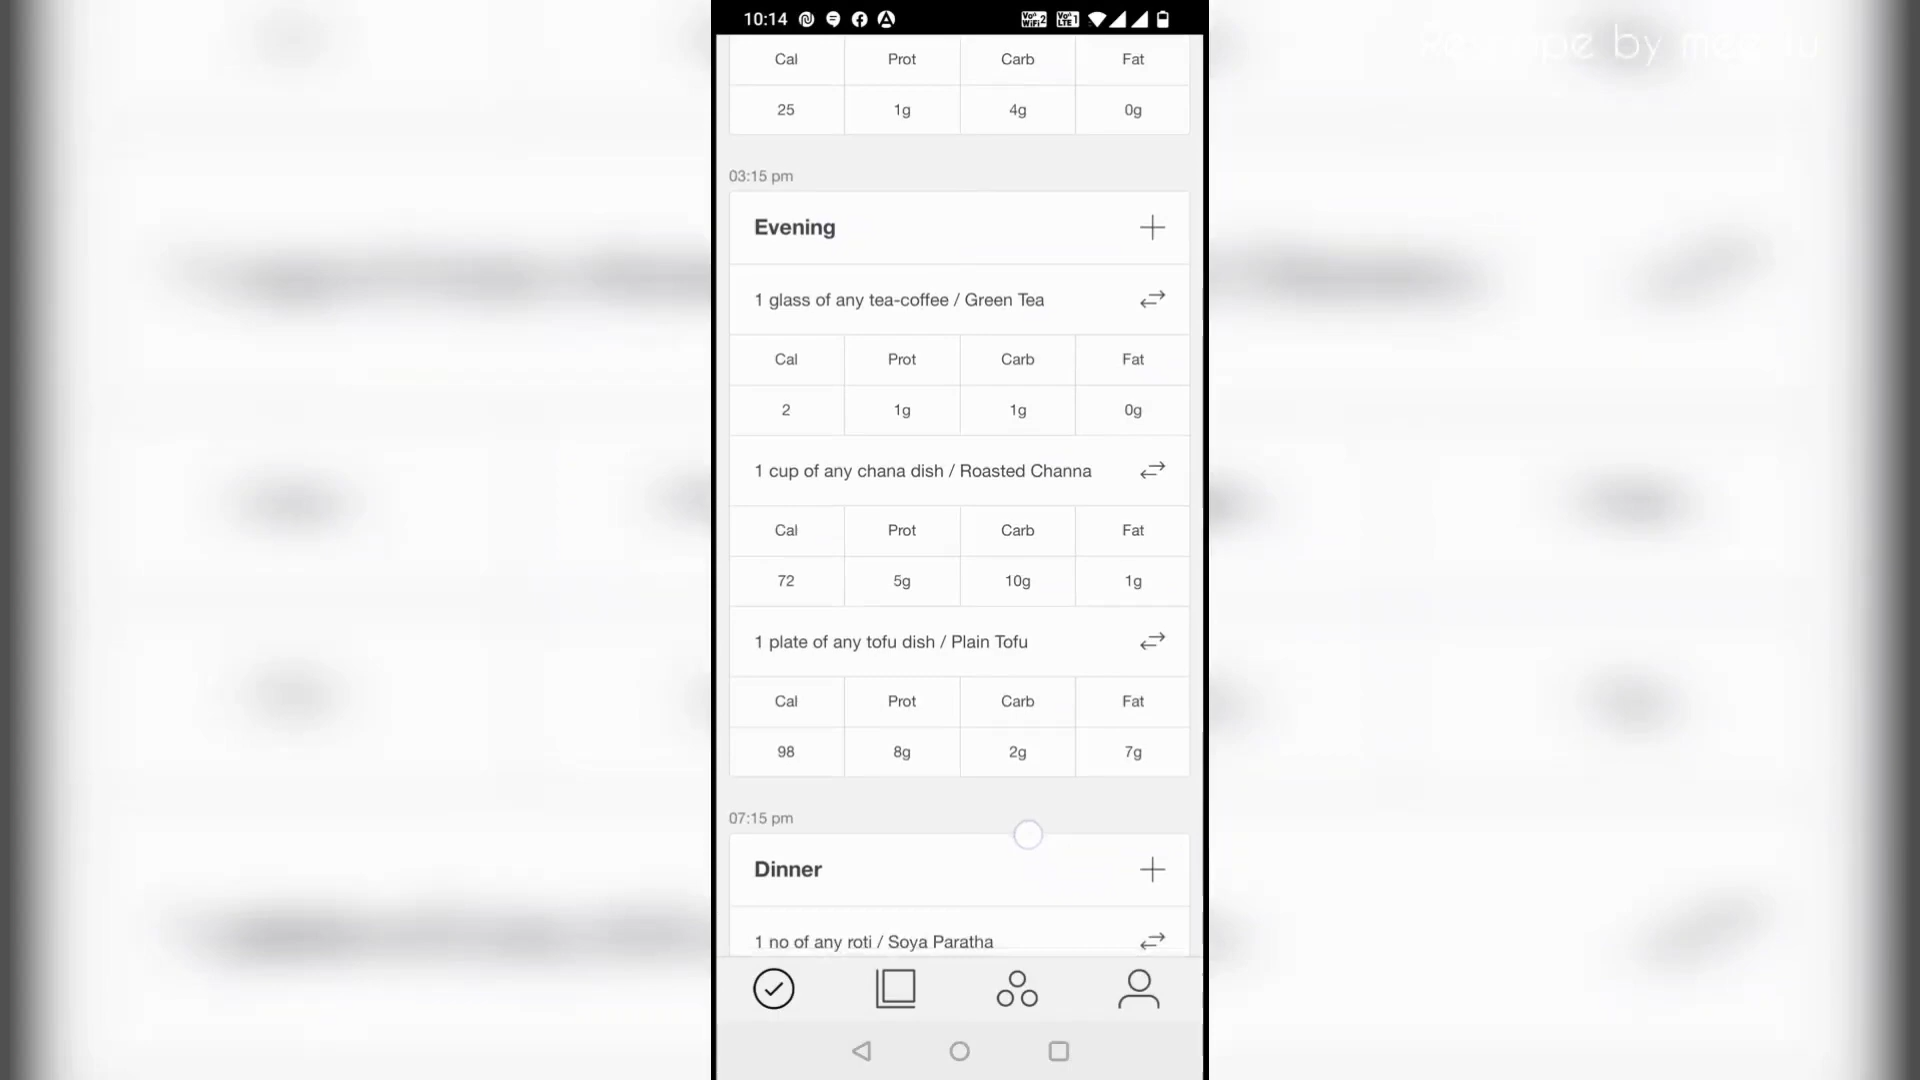 10:14
Cal Prot Carb Fat
25 1g 4g 0g
03:15 pm
Evening
1 glass of any tea-coffee / Green Tea
Cal Prot Carb Fat
2 1g 1g 0g
1 cup of any chana dish / Roasted Channa
Cal Prot Carb Fat
72 5g 10g 1g
1 plate of any tofu dish / Plain Tofu
Cal Prot Carb Fat
98 8g 2g 7g
07:15 pm
Dinner
1 no of any roti / Soya Paratha